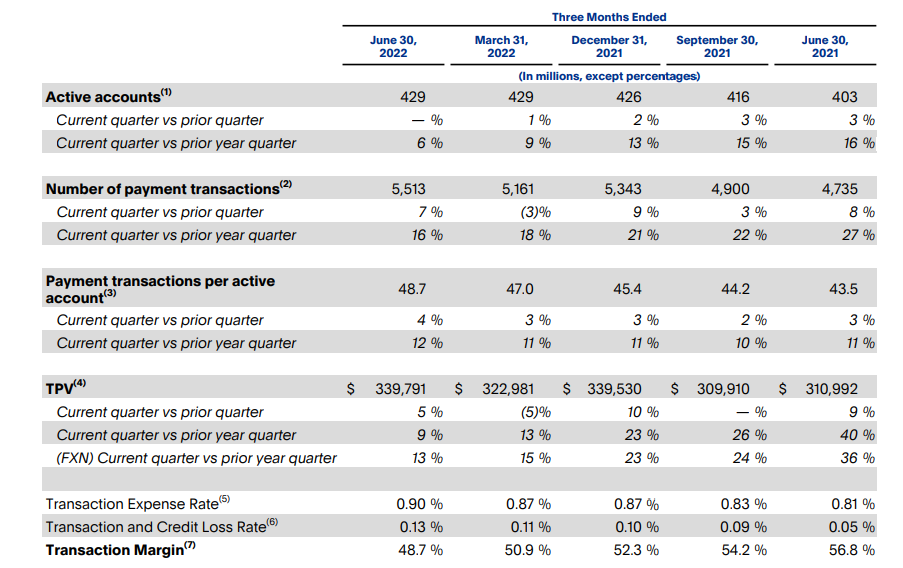 Three Months Ended
June 30, 2022 March 31, 2022 December 31, 2021 September 30, 2021 June 30, 2021
(In millions, except percentages)
Active accounts(1) 429 429 426 416 403
Current quarter vs prior quarter — % 1 % 2 % 3 % 3 %
Current quarter vs prior year quarter 6 % 9 % 13 % 15 % 16 %
Number of payment transactions(2) 5,513 5,161 5,343 4,900 4,735
Current quarter vs prior quarter 7 % (3)% 9 % 3 % 8 %
Current quarter vs prior year quarter 16 % 18 % 21 % 22 % 27 %
Payment transactions per active
account(3) 48.7 47.0 45.4 44.2 43.5
Current quarter vs prior quarter 4 % 3 % 3 % 2 % 3 %
Current quarter vs prior year quarter 12 % 11 % 11 % 10 % 11 %
TPV(4) $ 339,791 $ 322,981 $ 339,530 $ 309,910 $ 310,992
Current quarter vs prior quarter 5 % (5)% 10 % — % 9 %
Current quarter vs prior year quarter 9 % 13 % 23 % 26 % 40 %
(FXN) Current quarter vs prior year quarter 13 % 15 % 23 % 24 % 36 %
Transaction Expense Rate(5) 0.90 % 0.87 % 0.87 % 0.83 % 0.81 %
Transaction and Credit Loss Rate(6) 0.13 % 0.11 % 0.10 % 0.09 % 0.05 %
Transaction Margin(7) 48.7 % 50.9 % 52.3 % 54.2 % 56.8 %